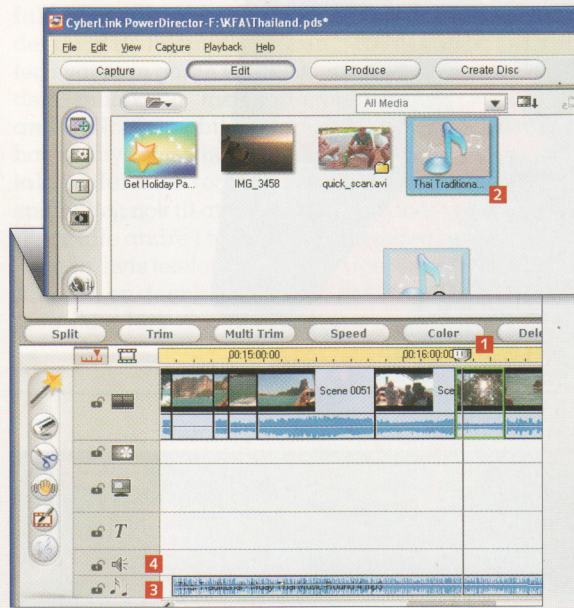 CyberLink PowerDirector-F:\KFA\Thailand.pds*
File Edit View Capture Playback Help
Capture Edit Produce Create Disc
All Media
Get Holiday Pa... IMG_3458 quick_scan.avi Thai Traditiona...
2
Split Trim Multi Trim Speed Color Dele
1
00:15:00:00 00:16:00:00
Scene 0051 Sce
T
T
4
3